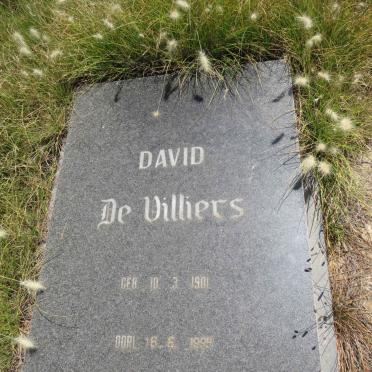 DAVID
De Villiers
GEB 10 3 1901
OORL 16 6